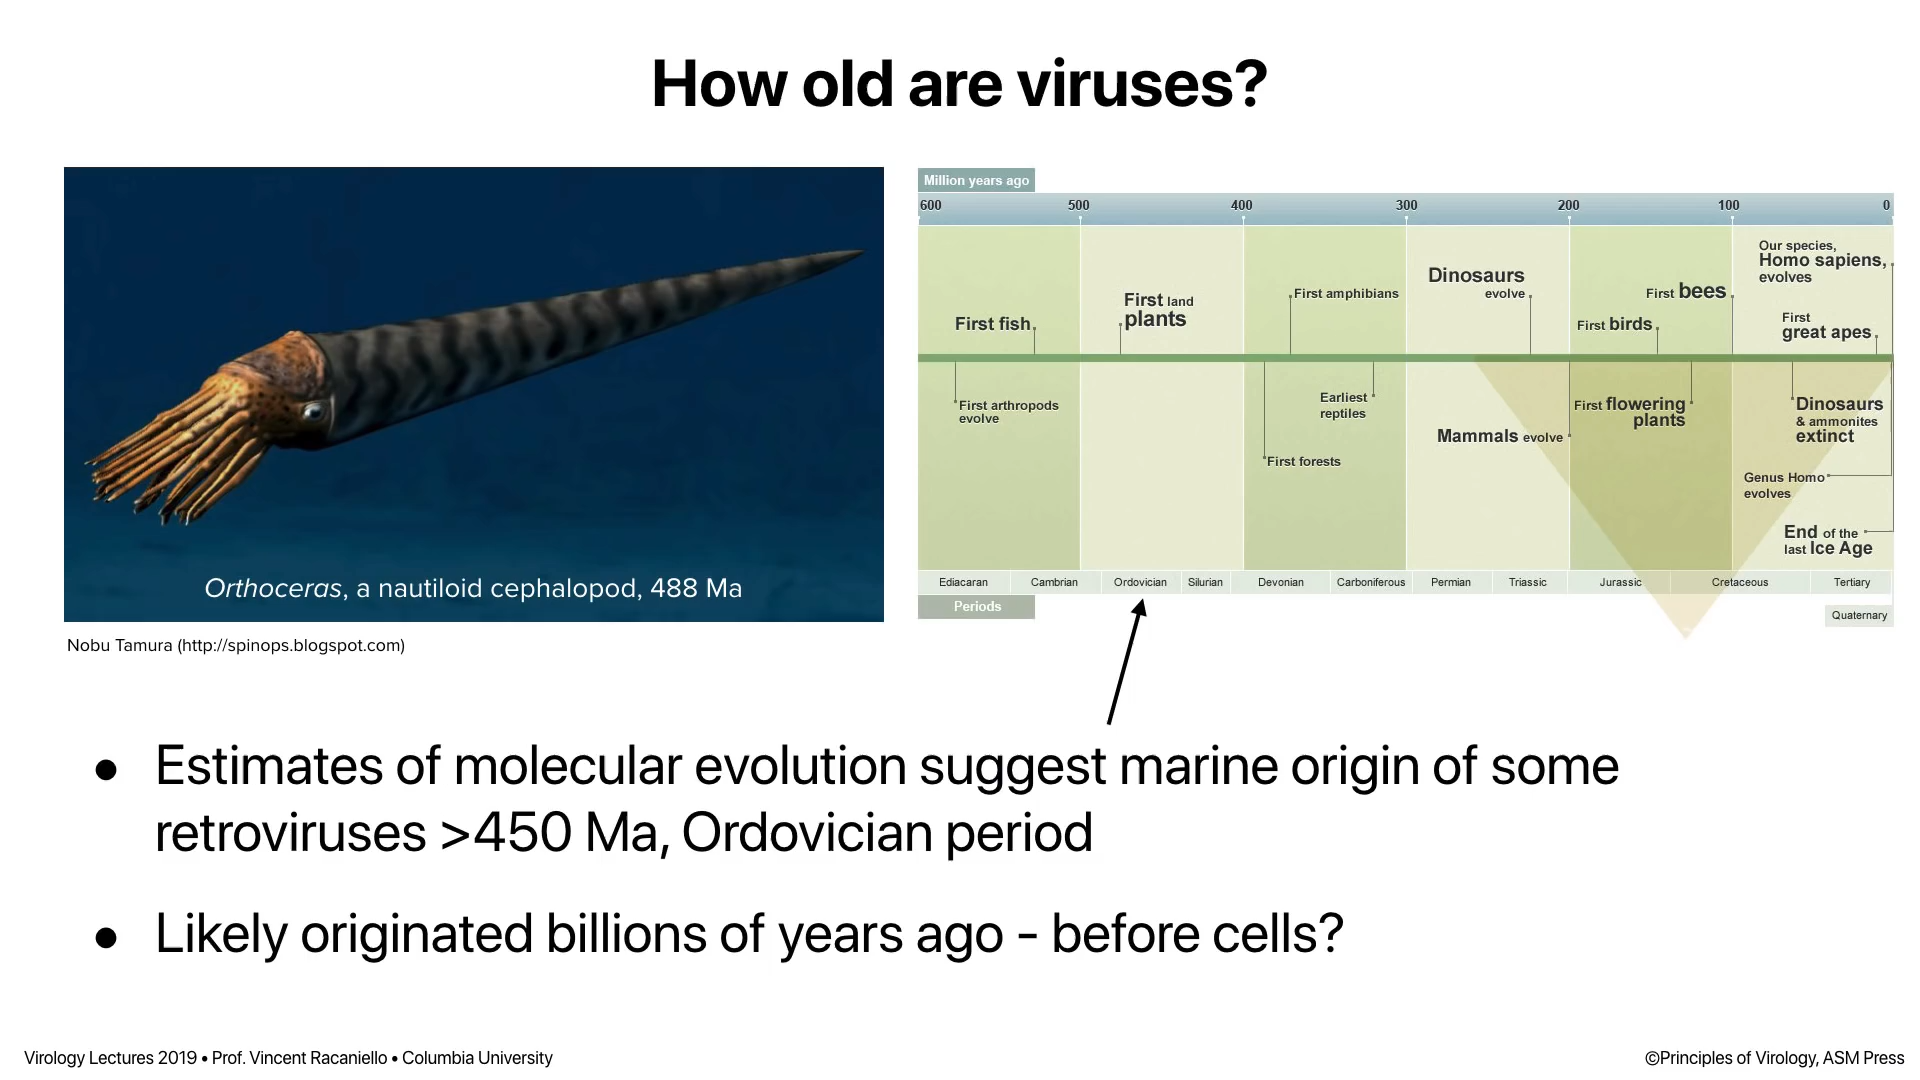 How old are viruses?
Orthoceras, a nautiloid cephalopod, 488 Ma
Nobu Tamura (http://spinops.blogspot.com)
Million years ago
600 500 400 300 200 100 0
First fish
First land
plants
First amphibians
Dinosaurs
evolve
First birds
First bees
Our species,
Homo sapiens,
evolves
First
great apes
First arthropods
evolve
First forests
Earliest
reptiles
Mammals evolve
First flowering
plants
Dinosaurs
& ammonites
extinct
Genus Homo
evolves
End of the
last Ice Age
Ediacaran Cambrian Ordovician Silurian Devonian Carboniferous Permian Triassic Jurassic Cretaceous Tertiary
Periods
Quaternary
• Estimates of molecular evolution suggest marine origin of some
retroviruses >450 Ma, Ordovician period
• Likely originated billions of years ago - before cells?
Virology Lectures 2019 • Prof. Vincent Racaniello • Columbia University
©Principles of Virology, ASM Press